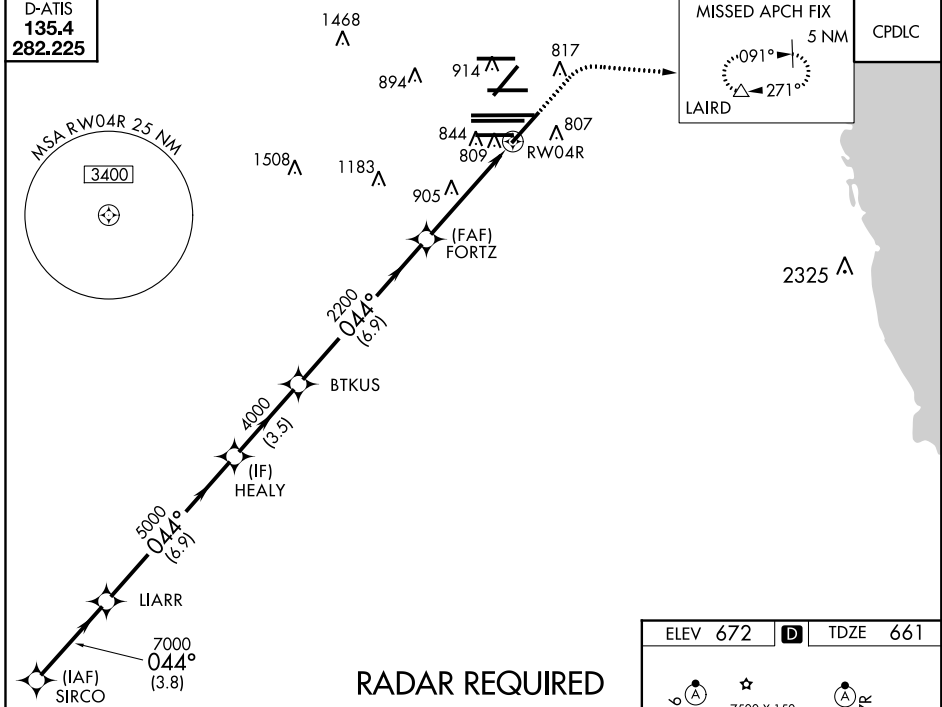 D-ATIS
135.4
282.225
1468
894
914
817
MISSED APCH FIX
5 NM
091°
271°
LAIRD
CPDLC
MSA RW04R 25 NM
3400
1508
1183
844
809
807
RW04R
905
(FAF)
FORTZ
2325
2200
044°
(6.9)
BTKUS
4000
(3.5)
(IF)
HEALY
5000
044°
(6.9)
LIARR
7000
044°
(3.8)
(IAF)
SIRCO
RADAR REQUIRED
ELEV 672 D TDZE 661
A
A